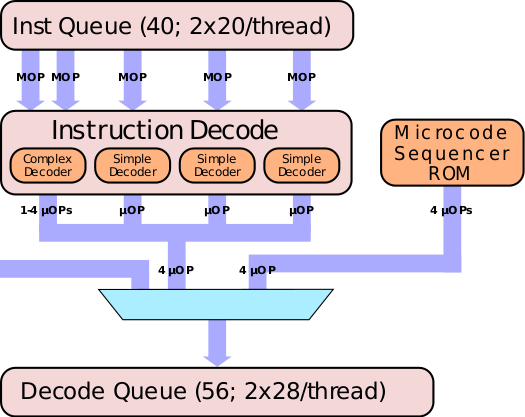 Inst Queue (40; 2x20/thread)
MOP MOP MOP MOP MOP
Instruction Decode
Complex
Decoder
Simple
Decoder
Simple
Decoder
Simple
Decoder
Microcode
Sequencer
ROM
1-4 µOPs µOP µOP µOP 4 µOPs
4 µOP 4 µOP
Decode Queue (56; 2x28/thread)